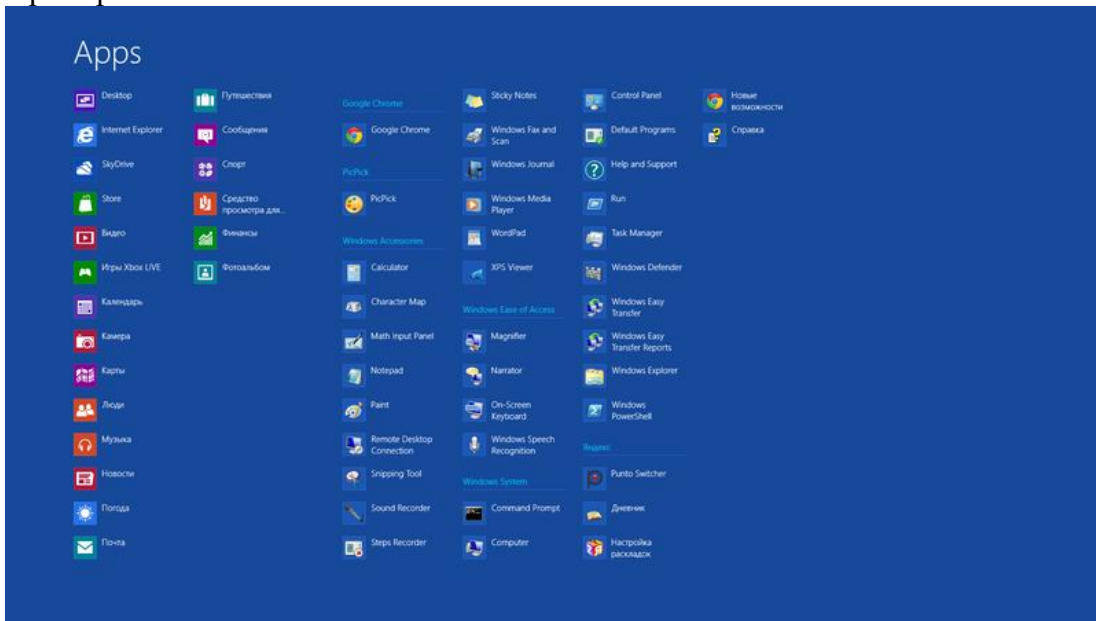 Apps
Desktop
Internet Explorer
SkyDrive
Store
Видео
Игры Xbox LIVE
Календарь
Камера
Карты
Люди
Музыка
Новости
Погода
Почта
Путешествия
Сообщения
Спорт
Средство
просмотра для...
Финансы
Фотоальбом
Google Chrome
Google Chrome
PicPick
PicPick
Windows Accessories
Calculator
Character Map
Math Input Panel
Notepad
Paint
Remote Desktop
Connection
Snipping Tool
Sound Recorder
Steps Recorder
Sticky Notes
Windows Fax and
Scan
Windows Journal
Windows Media
Player
WordPad
XPS Viewer
Windows Ease of Access
Magnifier
Narrator
On-Screen
Keyboard
Windows Speech
Recognition
Windows System
Command Prompt
Computer
Control Panel
Default Programs
Help and Support
Run
Task Manager
Windows Defender
Windows Easy
Transfer
Windows Easy
Transfer Reports
Windows Explorer
Windows
PowerShell
Яндекс
Punto Switcher
Дневник
Настройка
раскладок
Новые
возможности
Справка